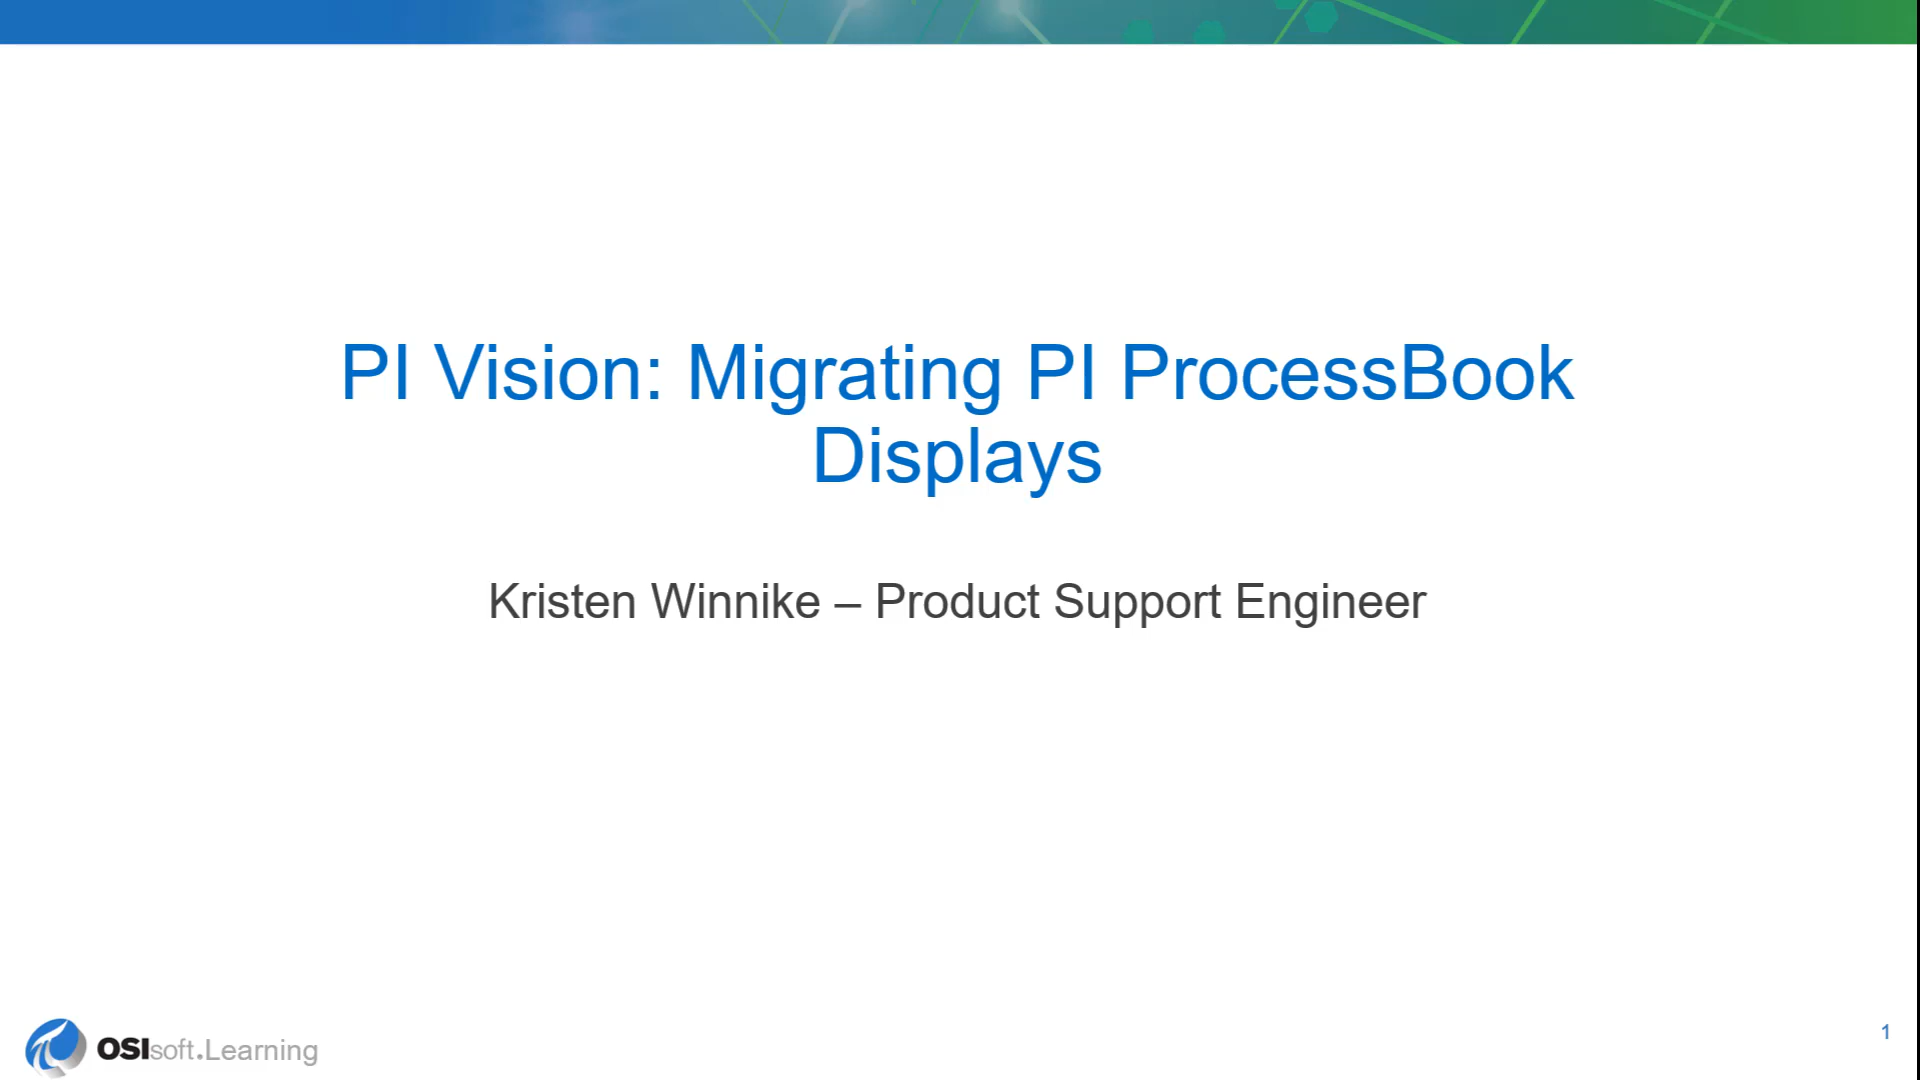 PI Vision: Migrating PI ProcessBook
Displays
Kristen Winnike – Product Support Engineer
OSIsoft.Learning
1